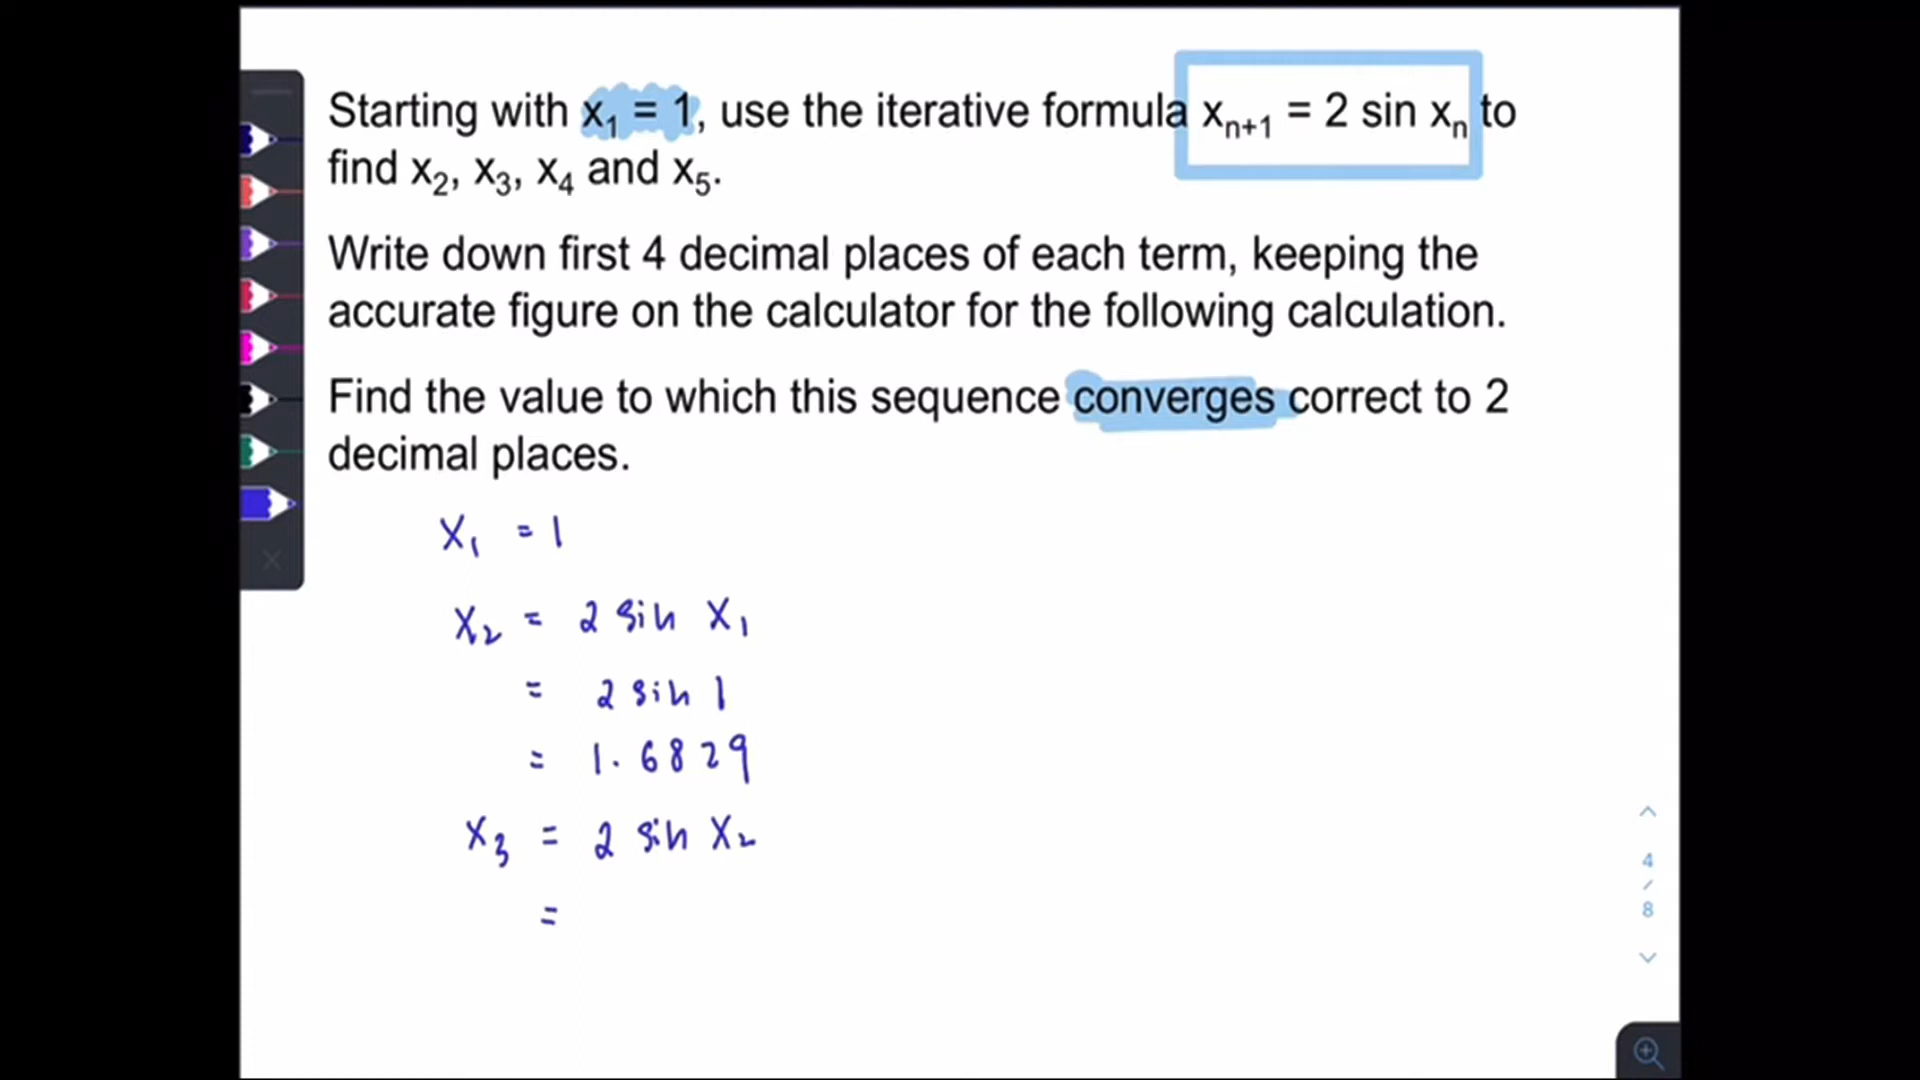 Starting with x₁ = 1, use the iterative formula xₙ₊₁ = 2 sin xₙ to
find x₂, x₃, x₄ and x₅.
Write down first 4 decimal places of each term, keeping the
accurate figure on the calculator for the following calculation.
Find the value to which this sequence converges correct to 2
decimal places.
x₁ = 1
x₂ = 2 sin x₁
= 2 sin 1
= 1.6829
x₃ = 2 sin x₂
=
4
/
8